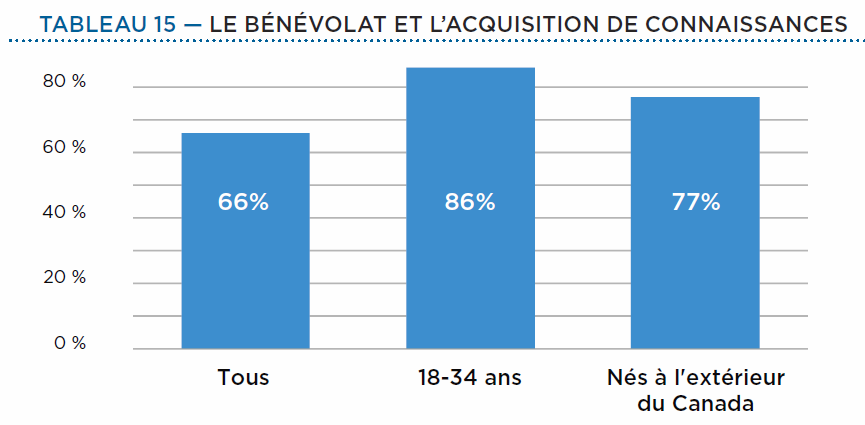 TABLEAU 15 — LE BÉNÉVOLAT ET L'ACQUISITION DE CONNAISSANCES
80 %
60 %
40 %
20 %
0 %
66%
86%
77%
Tous
18-34 ans
Nés à l'extérieur
du Canada